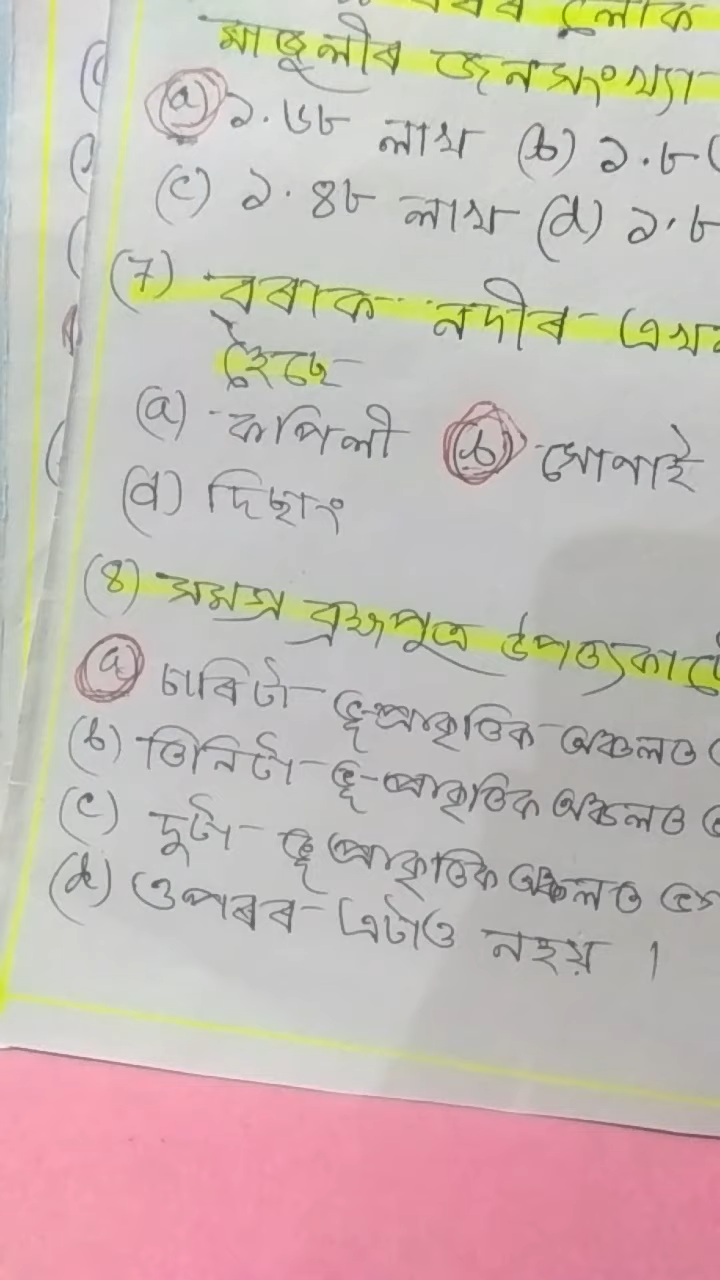 লোক
মাজুলীৰ জনসংখ্যা
(a) ১.৬৮ লাখ (b) ১.৮
(c) ১.৪৮ লাখ (d) ১.৮
(7) বৰাক নদীৰ এখ
হৈছে
(a) কপিলী (b) সোণাই
(d) দিছাং
(8) সমগ্ৰ ব্ৰহ্মপুত্ৰ উপত্যকাটো
(a) চাৰিটা ভূ-প্ৰাকৃতিক অঞ্চলত
(b) তিনিটা ভূ-প্ৰাকৃতিক অঞ্চলত
(c) দুটা ভূ প্ৰাকৃতিক অঞ্চলত
(d) ওপৰৰ এটাও নহয় ।